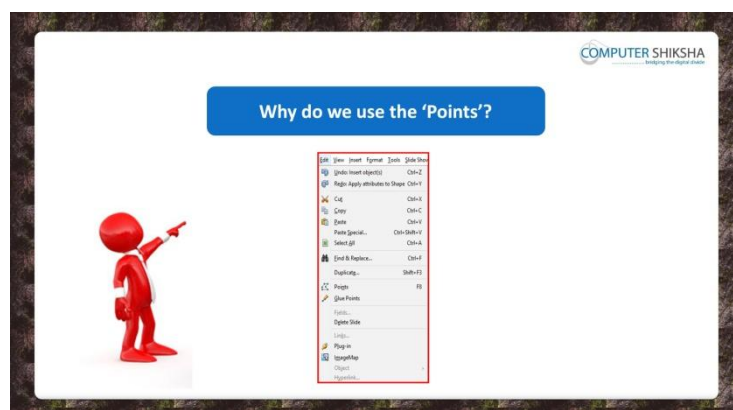 COMPUTER SHIKSHA
bridging the digital divide
Why do we use the 'Points'?
Edit View Insert Format Tools Slide Show
Undo: Insert object(s) Ctrl+Z
Redo: Apply attributes to Shape Ctrl+Y
Cut Ctrl+X
Copy Ctrl+C
Paste Ctrl+V
Paste Special... Ctrl+Shift+V
Select All Ctrl+A
Find & Replace... Ctrl+F
Duplicate... Shift+F3
Points F8
Glue Points
Fields...
Delete Slide
Links...
Plug-in
ImageMap
Object
Hyperlink...